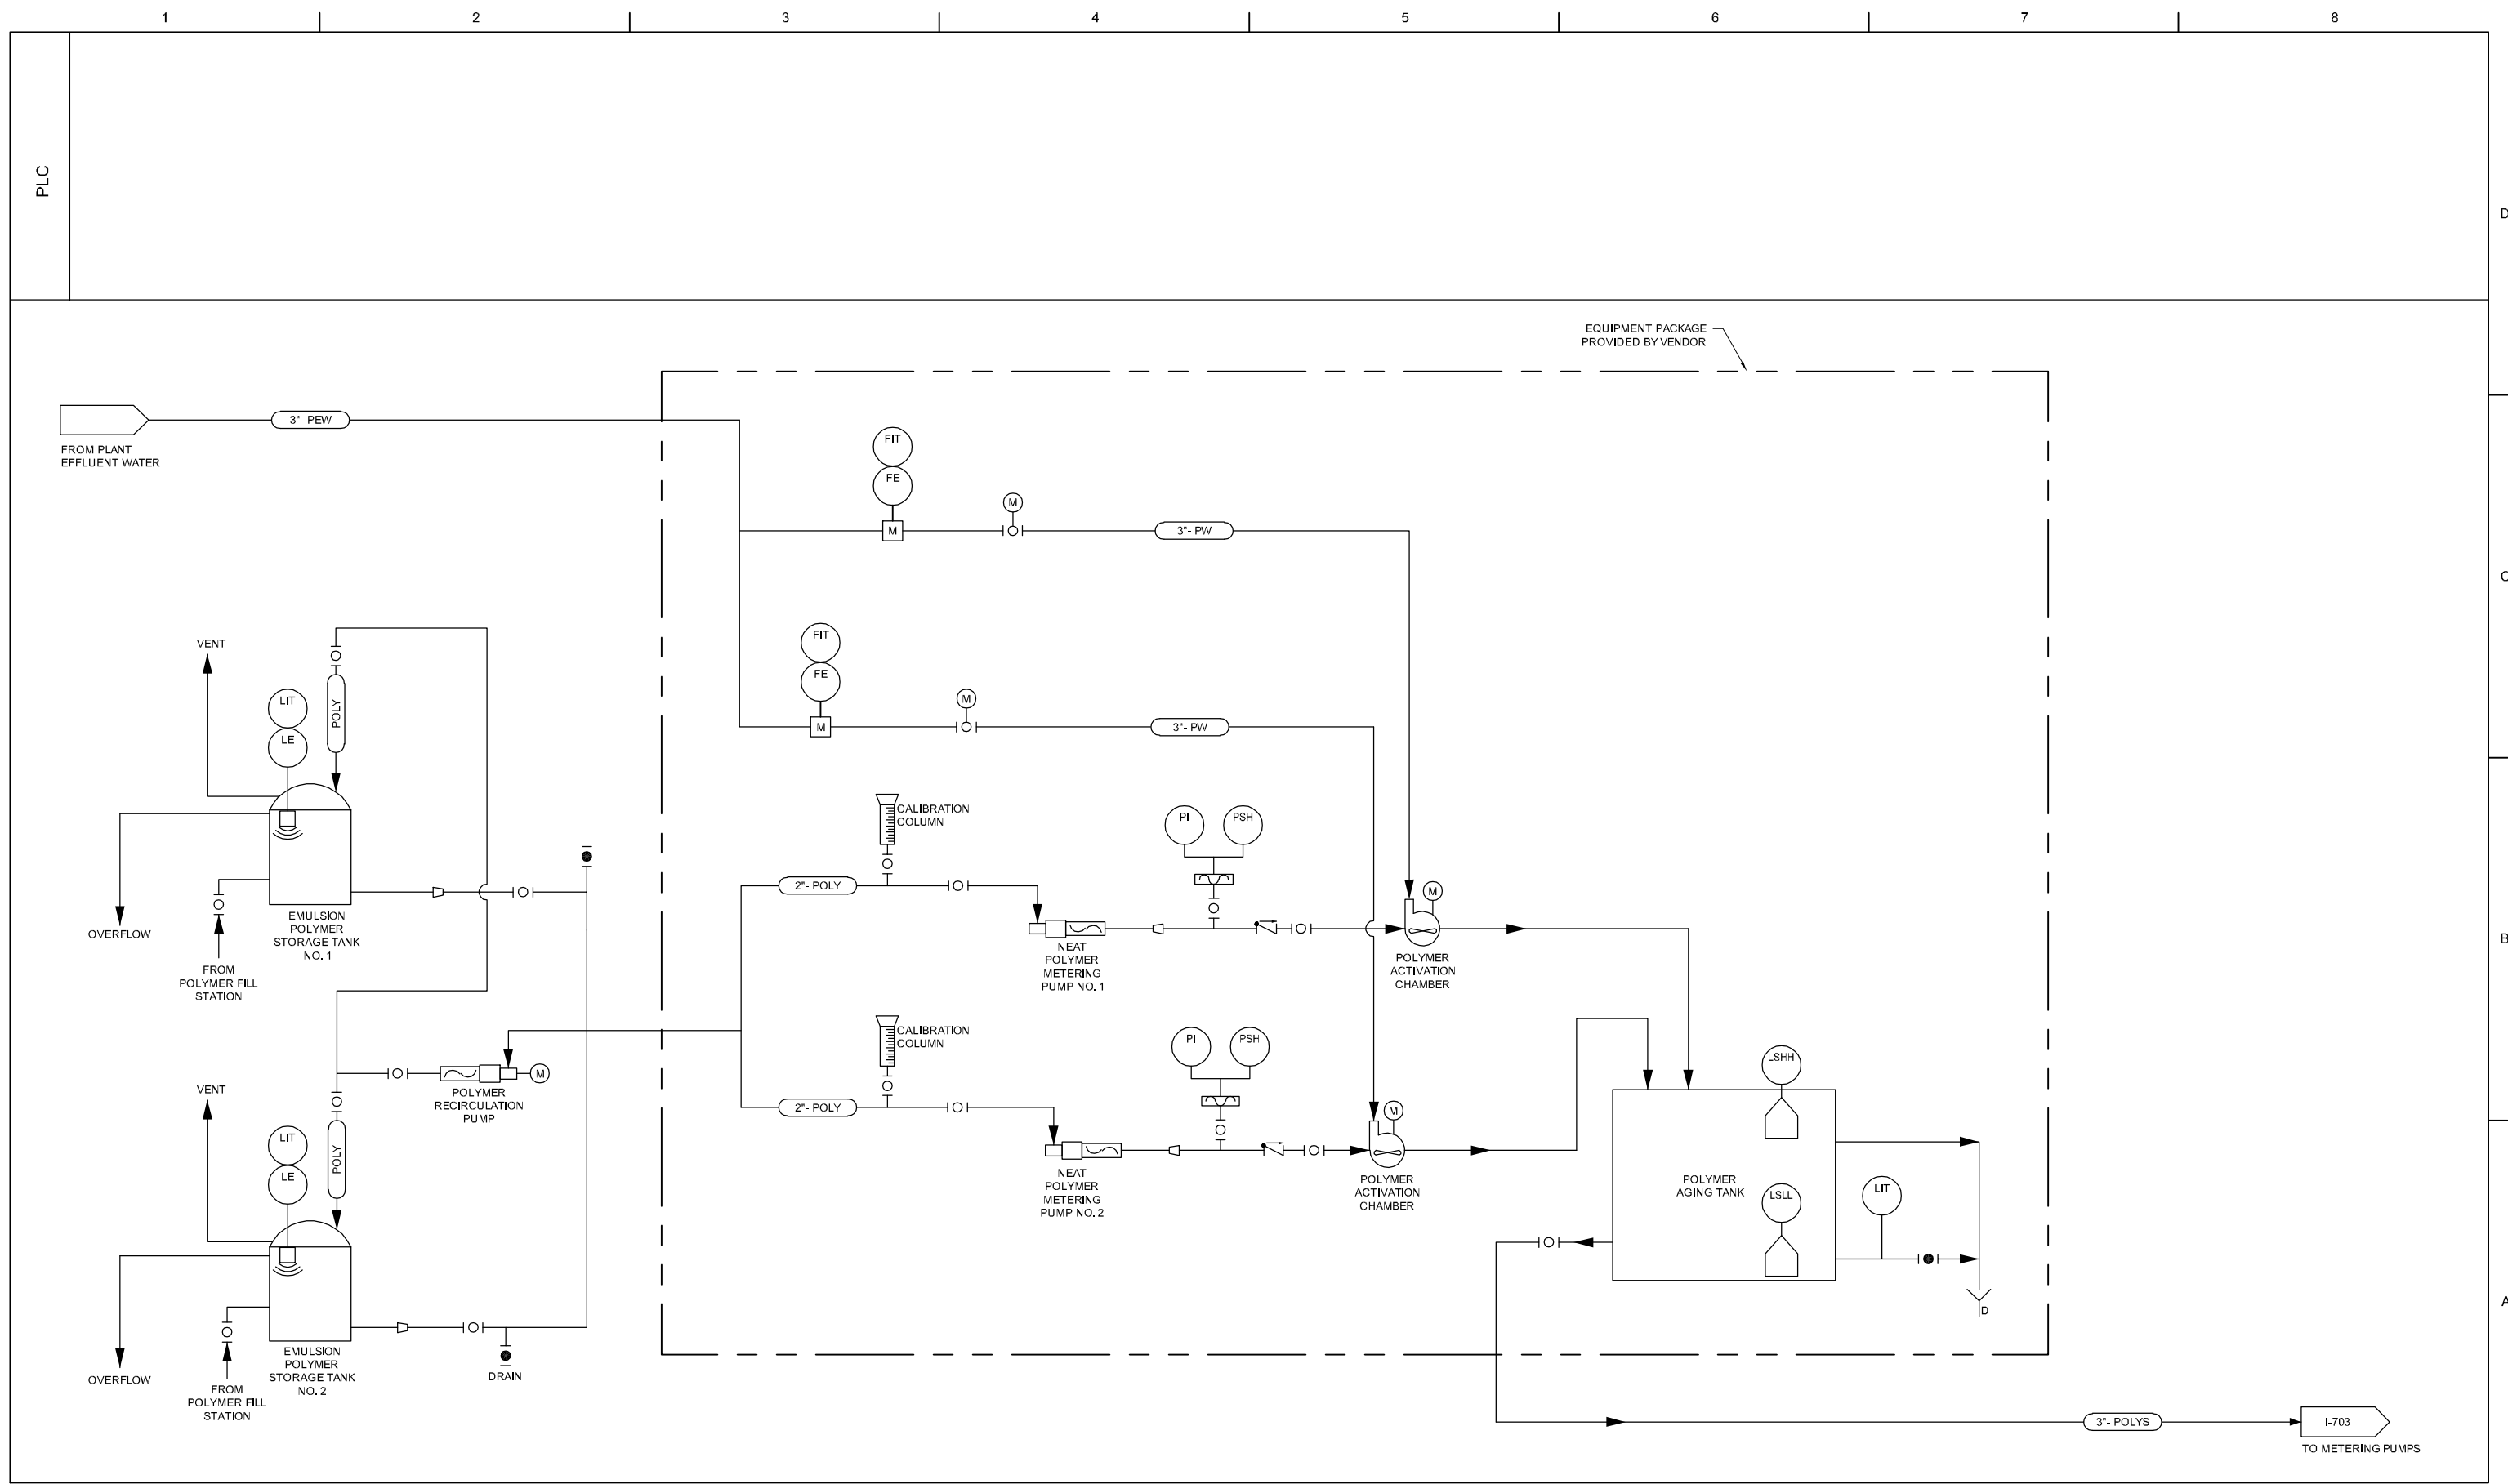 1
2
3
4
5
6
7
8
PLC
D
EQUIPMENT PACKAGE
PROVIDED BY VENDOR
3"- PEW
FROM PLANT
EFFLUENT WATER
FIT
FE
M
M
3"- PW
C
FIT
FE
M
M
3"- PW
VENT
LIT
LE
POLY
OVERFLOW
EMULSION
POLYMER
STORAGE TANK
NO. 1
FROM
POLYMER FILL
STATION
CALIBRATION
COLUMN
2"- POLY
PI
PSH
NEAT
POLYMER
METERING
PUMP NO. 1
M
POLYMER
ACTIVATION
CHAMBER
B
M
POLYMER
RECIRCULATION
PUMP
CALIBRATION
COLUMN
2"- POLY
PI
PSH
NEAT
POLYMER
METERING
PUMP NO. 2
M
POLYMER
ACTIVATION
CHAMBER
LSHH
POLYMER
AGING TANK
LSLL
LIT
D
VENT
LIT
LE
POLY
OVERFLOW
EMULSION
POLYMER
STORAGE TANK
NO. 2
FROM
POLYMER FILL
STATION
DRAIN
A
3"- POLYS
I-703
TO METERING PUMPS